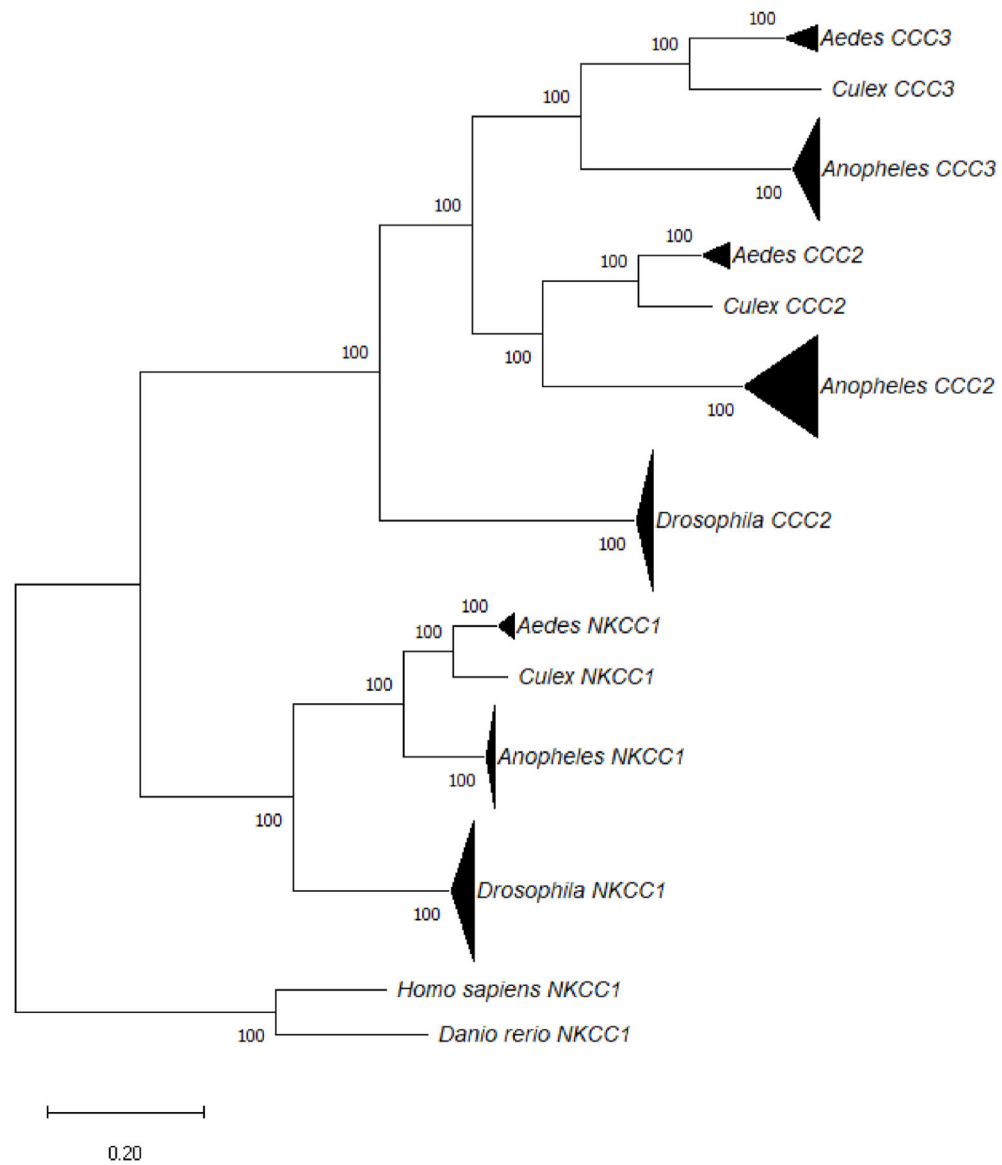 100
Aedes CCC3
100
Culex CCC3
100
Anopheles CCC3
100
100
100
Aedes CCC2
100
Culex CCC2
100
100
Anopheles CCC2
100
Drosophila CCC2
100
100
Aedes NKCC1
100
Culex NKCC1
100
Anopheles NKCC1
100
100
Drosophila NKCC1
100
Homo sapiens NKCC1
100
Danio rerio NKCC1
0.20